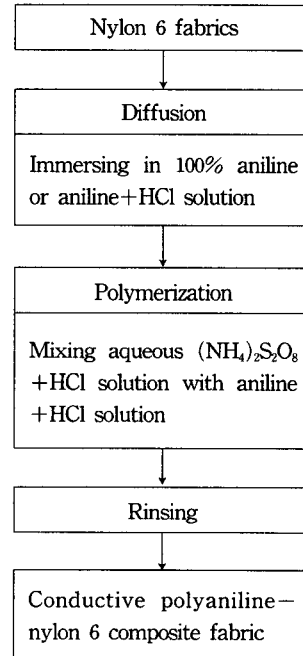 Nylon 6 fabrics
Diffusion
Immersing in 100% aniline
or aniline+HCl solution
Polymerization
Mixing aqueous (NH₄)₂S₂O₈
+HCl solution with aniline
+HCl solution
Rinsing
Conductive polyaniline−
nylon 6 composite fabric